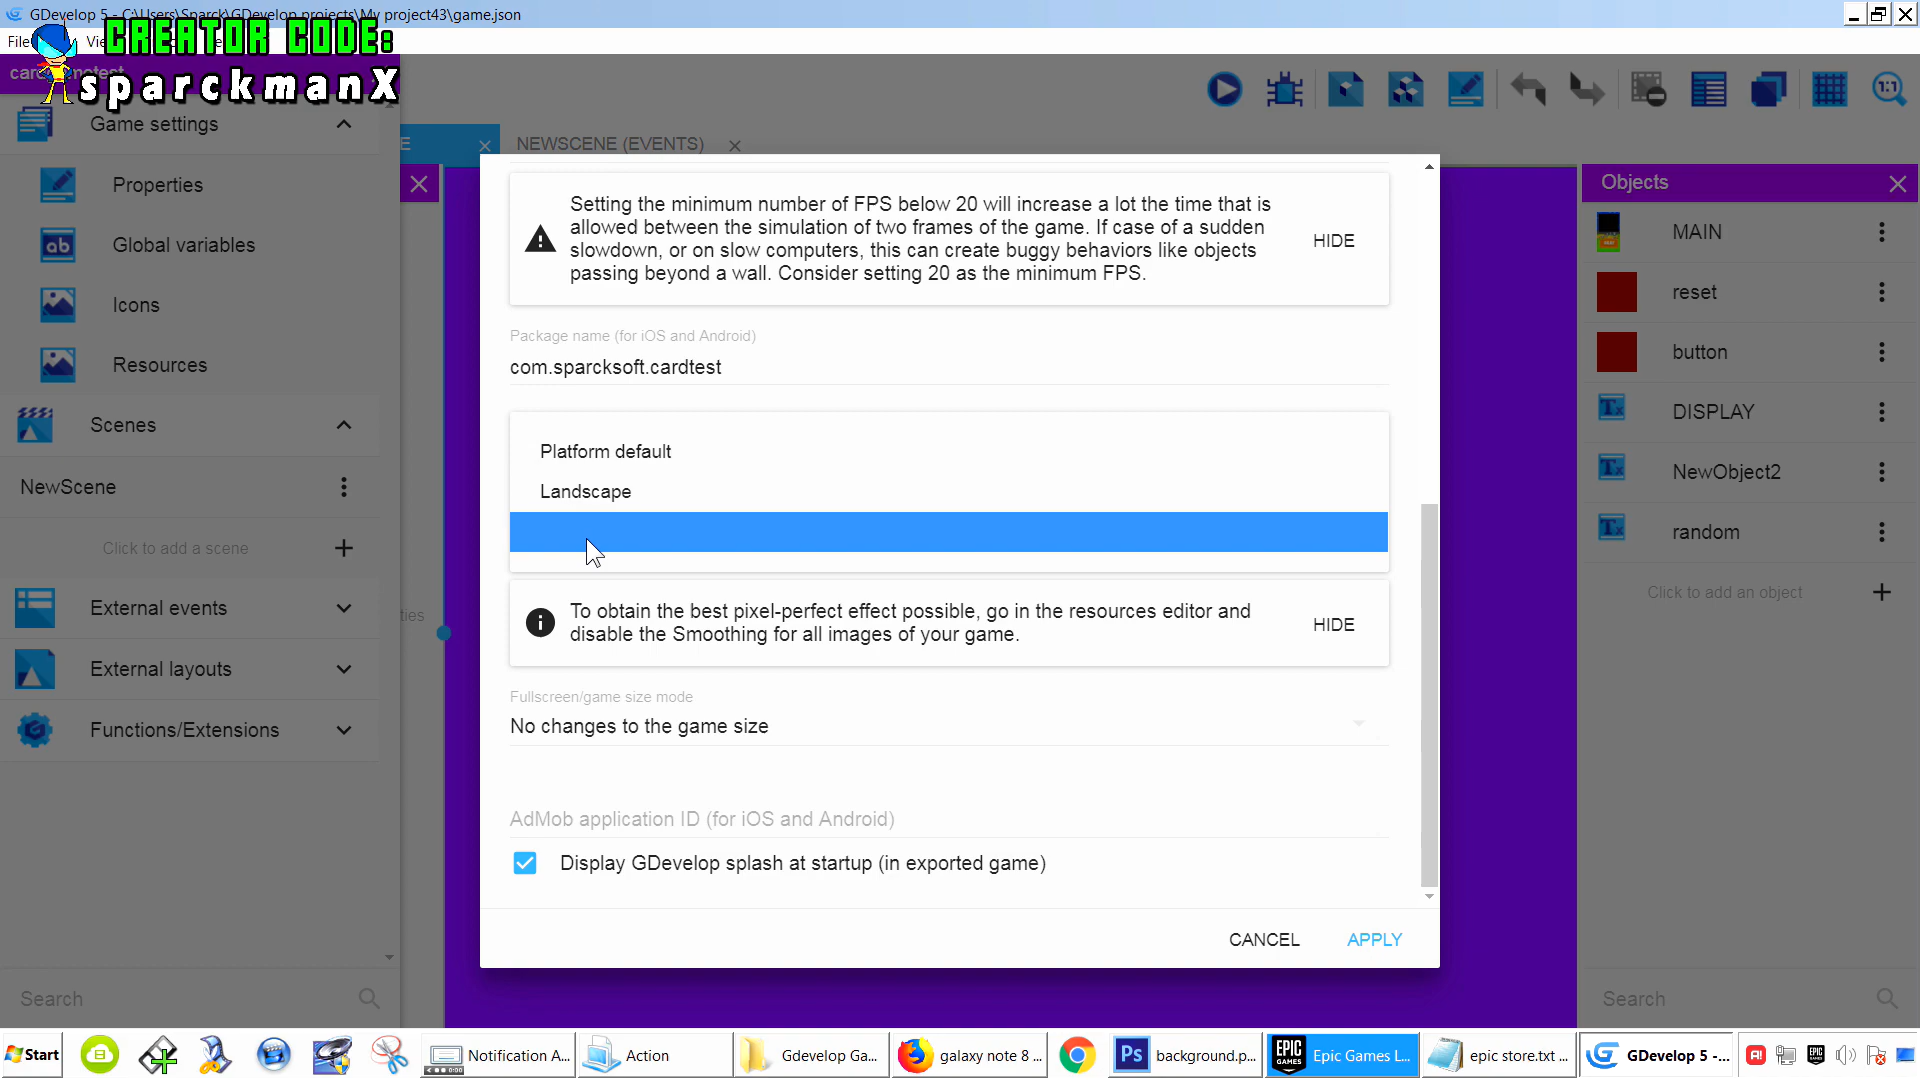 GDevelop 5 - C:\Users\Sparck\GDevelop projects\My project43\game.json
File
CREATOR CODE:
sparckmanX
Game settings
Properties
Global variables
Icons
Resources
Scenes
NewScene
Click to add a scene
External events
External layouts
Functions/Extensions
Search
E
NEWSCENE (EVENTS)
1:1
Setting the minimum number of FPS below 20 will increase a lot the time that is
allowed between the simulation of two frames of the game. If case of a sudden
slowdown, or on slow computers, this can create buggy behaviors like objects
passing beyond a wall. Consider setting 20 as the minimum FPS.
HIDE
Package name (for iOS and Android)
com.sparcksoft.cardtest
Platform default
Landscape
To obtain the best pixel-perfect effect possible, go in the resources editor and
disable the Smoothing for all images of your game.
HIDE
Fullscreen/game size mode
No changes to the game size
AdMob application ID (for iOS and Android)
Display GDevelop splash at startup (in exported game)
CANCEL
APPLY
ties
Objects
MAIN
reset
button
DISPLAY
NewObject2
random
Click to add an object
Search
Start
Notification A...
Action
Gdevelop Ga...
galaxy note 8 ...
Ps
background.p...
EPIC GAMES
Epic Games L...
epic store.txt ...
GDevelop 5 -...